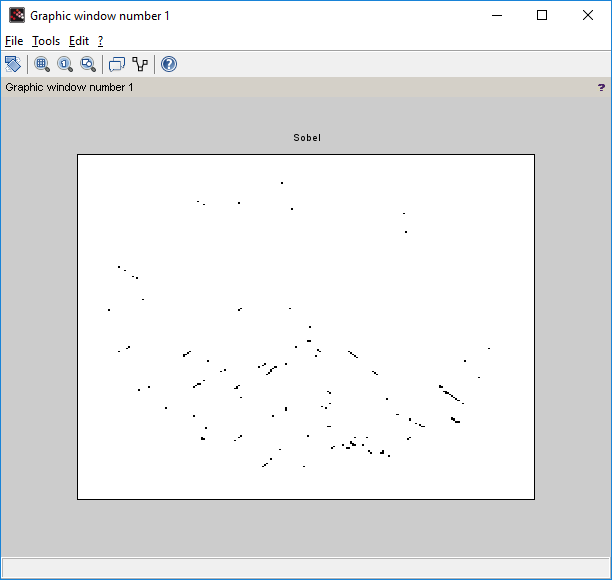 Graphic window number 1
File Tools Edit ?
Graphic window number 1 ?
Sobel